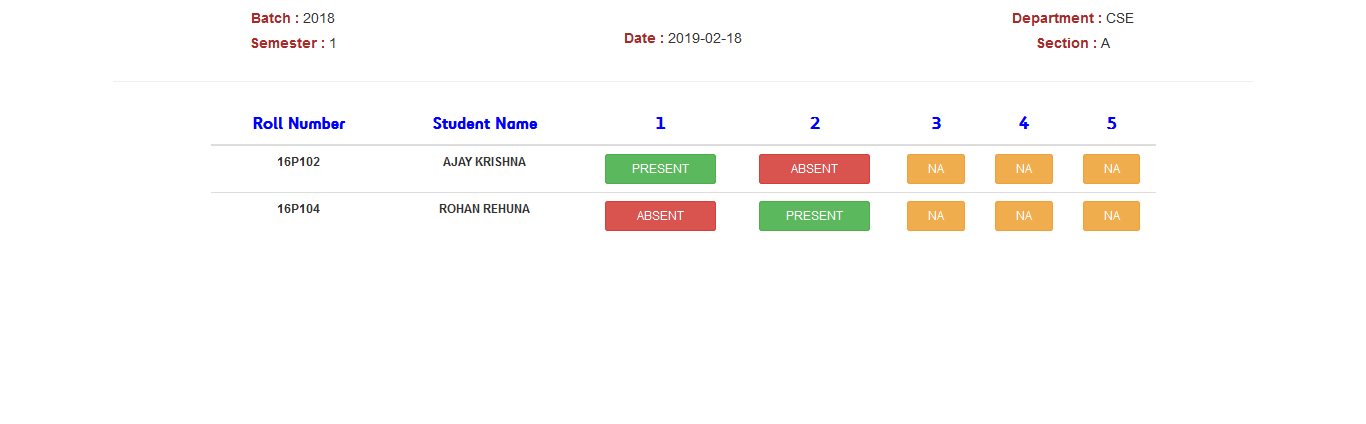 Batch : 2018
Department : CSE
Date : 2019-02-18
Semester : 1
Section : A
Roll Number Student Name 1 2 3 4 5
16P102 AJAY KRISHNA PRESENT ABSENT NA NA NA
16P104 ROHAN REHUNA ABSENT PRESENT NA NA NA